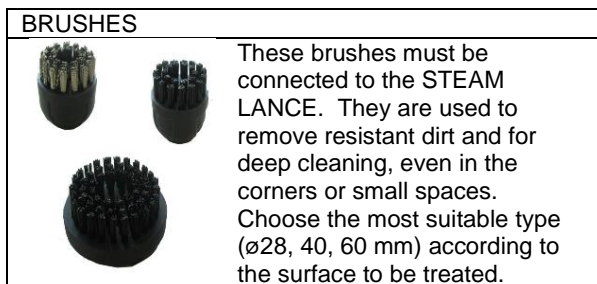 BRUSHES
These brushes must be
connected to the STEAM
LANCE.  They are used to
remove resistant dirt and for
deep cleaning, even in the
corners or small spaces.
Choose the most suitable type
(ø28, 40, 60 mm) according to
the surface to be treated.